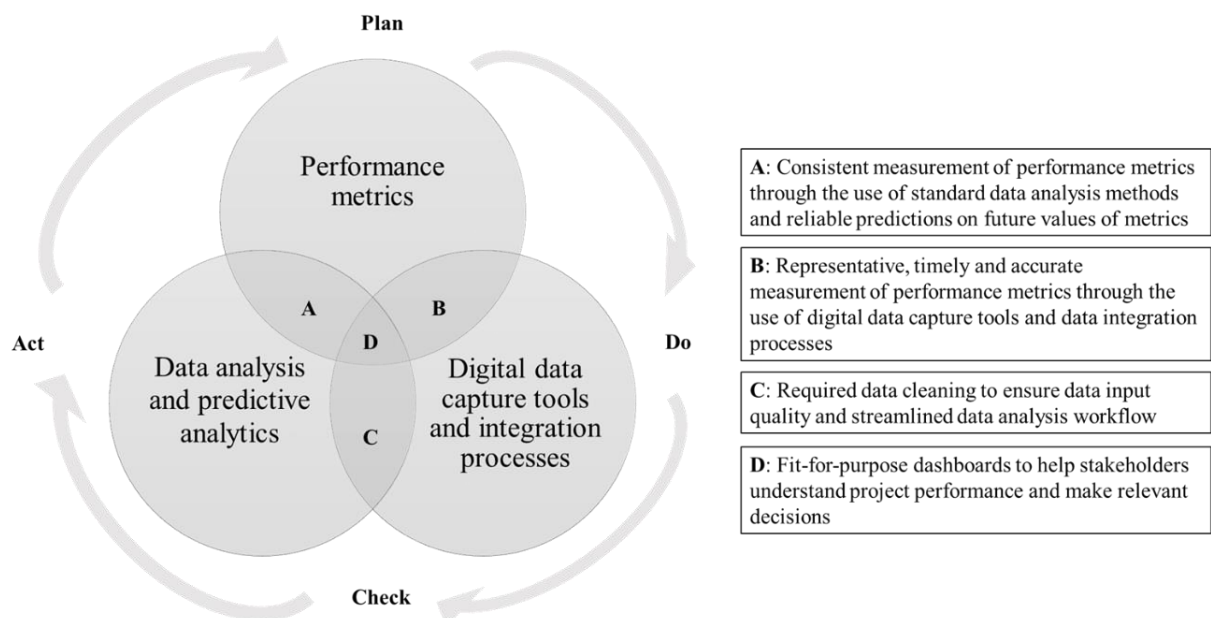 Plan
Performance
metrics
A
B
D
C
Act
Do
Data analysis
and predictive
analytics
Digital data
capture tools
and integration
processes
Check
A: Consistent measurement of performance metrics
through the use of standard data analysis methods
and reliable predictions on future values of metrics
B: Representative, timely and accurate
measurement of performance metrics through the
use of digital data capture tools and data integration
processes
C: Required data cleaning to ensure data input
quality and streamlined data analysis workflow
D: Fit-for-purpose dashboards to help stakeholders
understand project performance and make relevant
decisions